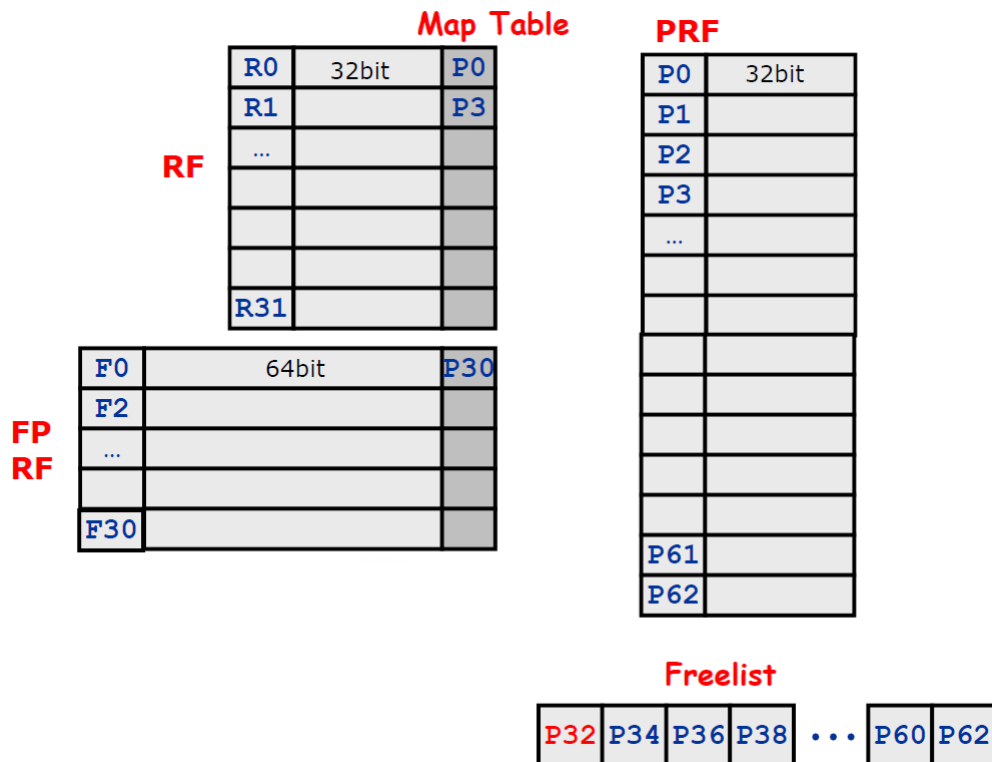 Map Table
PRF
R0 32bit P0
R1 P3
...
RF
R31
F0 64bit P30
F2
FP
RF
...
F30
P0 32bit
P1
P2
P3
...
P61
P62
Freelist
P32 P34 P36 P38 ... P60 P62